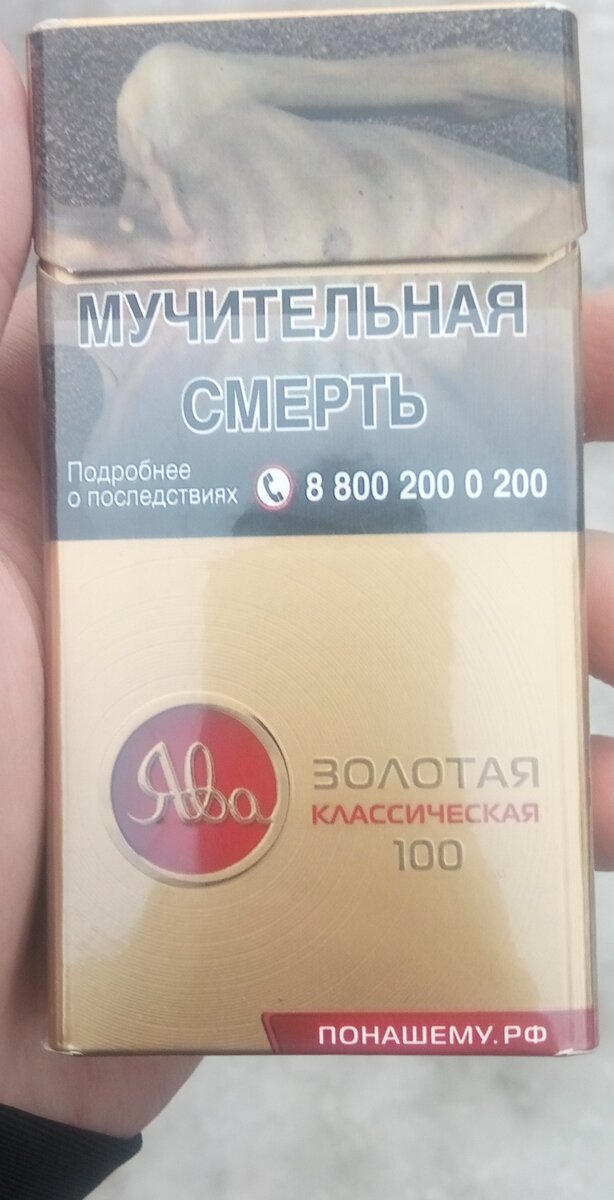 МУЧИТЕЛЬНАЯ
СМЕРТЬ
Подробнее
о последствиях
8 800 200 0 200
Ява
ЗОЛОТАЯ
КЛАССИЧЕСКАЯ
100
ПОНАШЕМУ.РФ